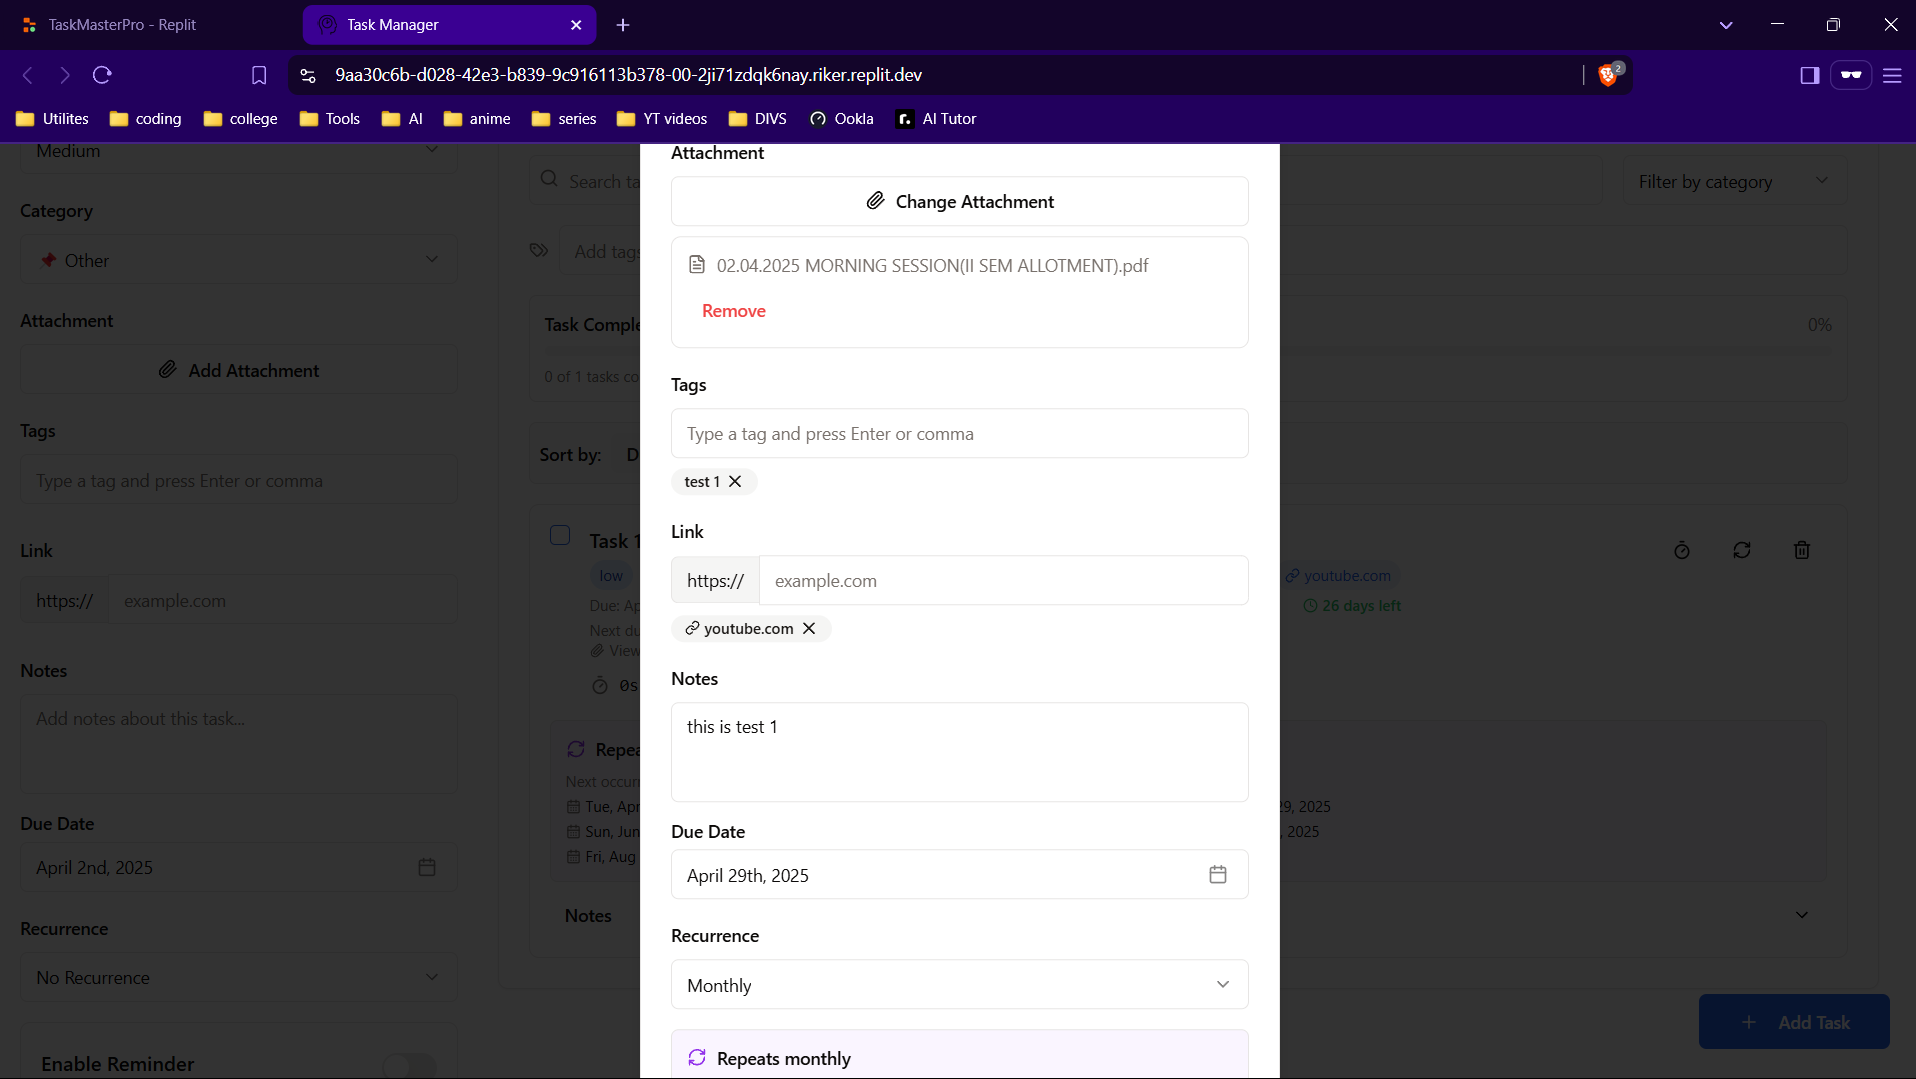 TaskMasterPro - Replit
Task Manager
9aa30c6b-d028-42e3-b839-9c916113b378-00-2ji71zdqk6nay.riker.replit.dev
2
Utilites
coding
college
Tools
AI
anime
series
YT videos
DIVS
Ookla
AI Tutor
Medium
Category
Other
Attachment
Add Attachment
Tags
Type a tag and press Enter or comma
Link
https://
example.com
Notes
Add notes about this task...
Due Date
April 2nd, 2025
Recurrence
No Recurrence
Enable Reminder
Attachment
Change Attachment
02.04.2025 MORNING SESSION(II SEM ALLOTMENT).pdf
Remove
Tags
Type a tag and press Enter or comma
test 1
Link
https://
example.com
youtube.com
Notes
this is test 1
Due Date
April 29th, 2025
Recurrence
Monthly
Repeats monthly
Search ta
Filter by category
Add tags
Task Comple
0%
0 of 1 tasks co
Sort by:
D
Task 1
low
youtube.com
Due: Ap
26 days left
Next du
View
0s
Repea
Next occurr
Tue, Apr
29, 2025
Sun, Jun
, 2025
Fri, Aug
Notes
Add Task